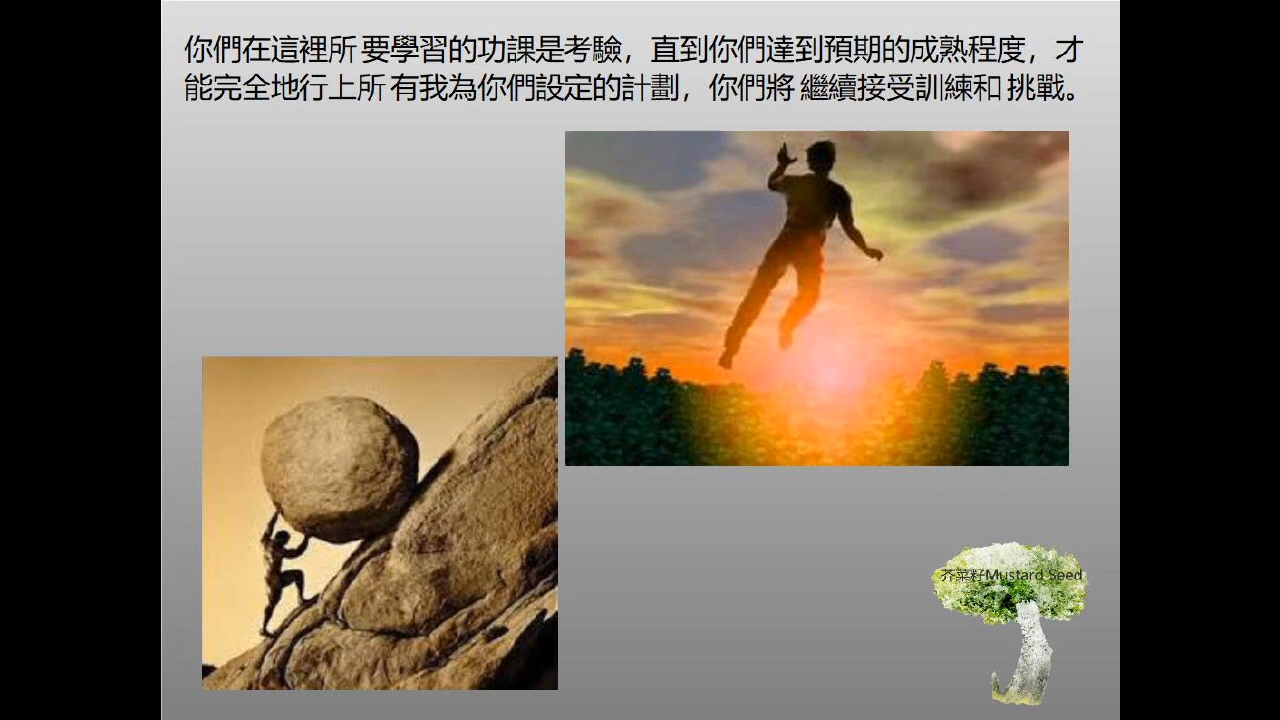 你們在這裡所要學習的功課是考驗，直到你們達到預期的成熟程度，才
能完全地行上所有我為你們設定的計劃，你們將繼續接受訓練和挑戰。
芥菜籽Mustard Seed